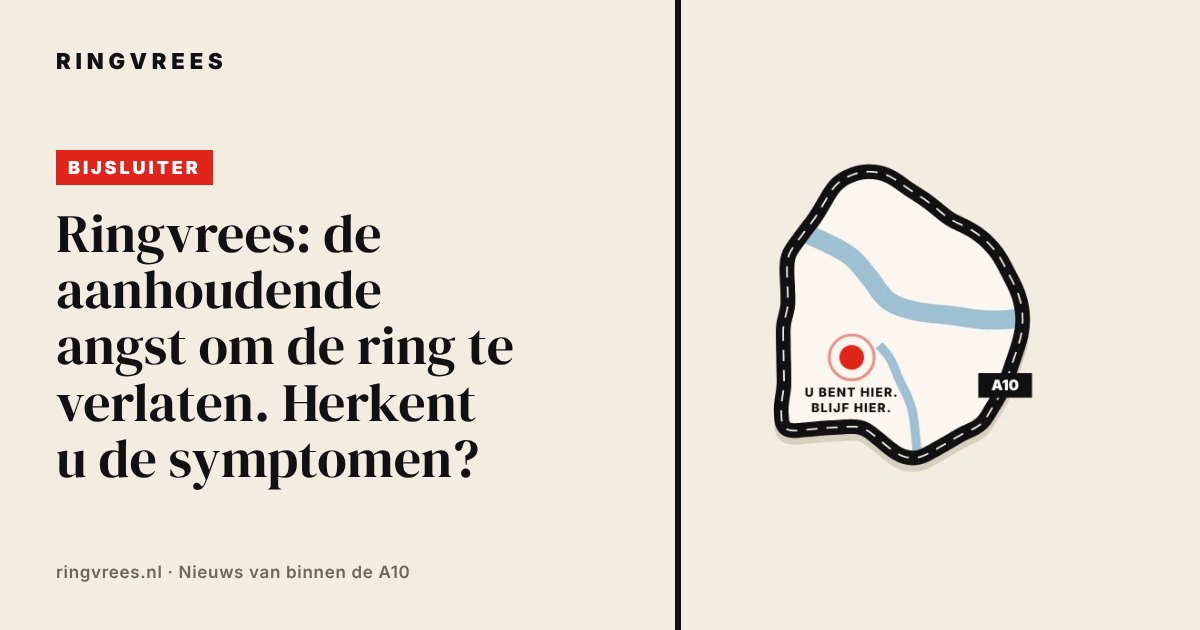 RINGVREES
BIJSLUITER
Ringvrees: de
aanhoudende
angst om de ring te
verlaten. Herkent
u de symptomen?
ringvrees.nl · Nieuws van binnen de A10
A10
U BENT HIER.
BLIJF HIER.